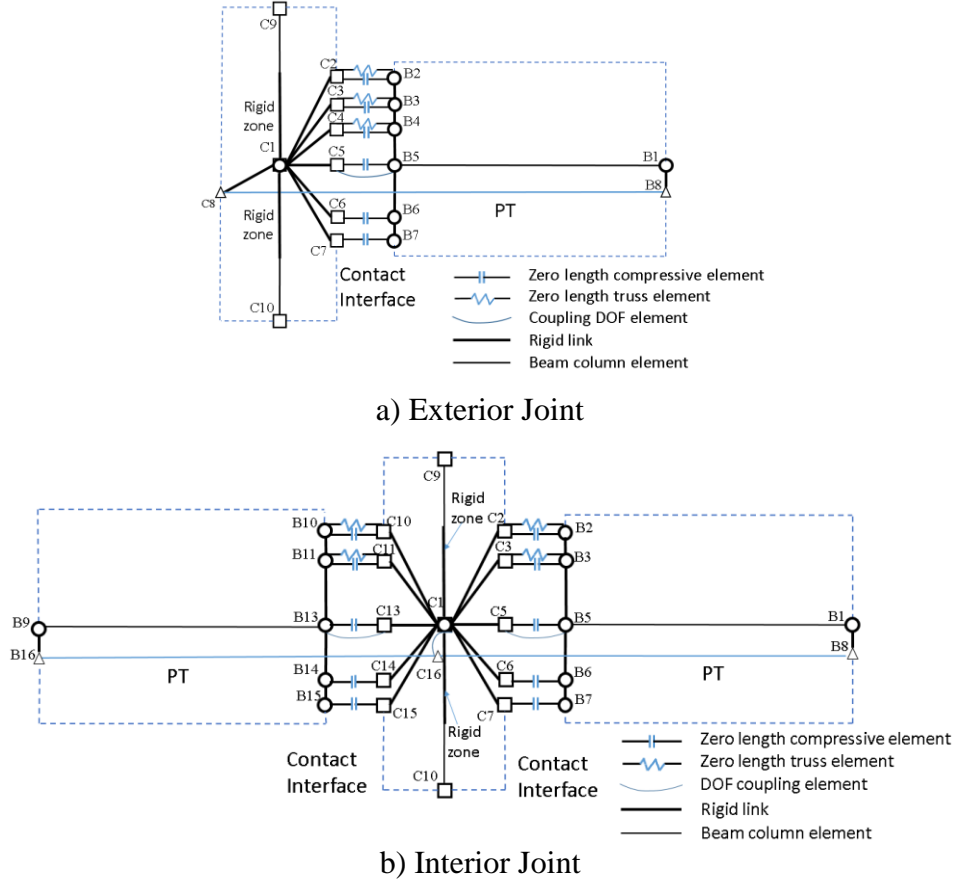 C9
C2
B2
Rigid
zone
C3
B3
C4
B4
C1
C5
B5
B1
C8
B8
C6
B6
PT
Rigid
zone
C7
B7
Contact
Interface
C10
Zero length compressive element
Zero length truss element
Coupling DOF element
Rigid link
Beam column element
a) Exterior Joint
C9
Rigid
zone
B10
C10
C2
B2
B11
C11
C3
B3
C1
B9
B13
C13
C5
B5
B1
B16
PT
B14
C14
C16
C6
B6
PT
B8
B15
C15
C7
B7
Rigid
zone
Contact
Interface
Contact
Interface
C10
Zero length compressive element
Zero length truss element
DOF coupling element
Rigid link
Beam column element
b) Interior Joint